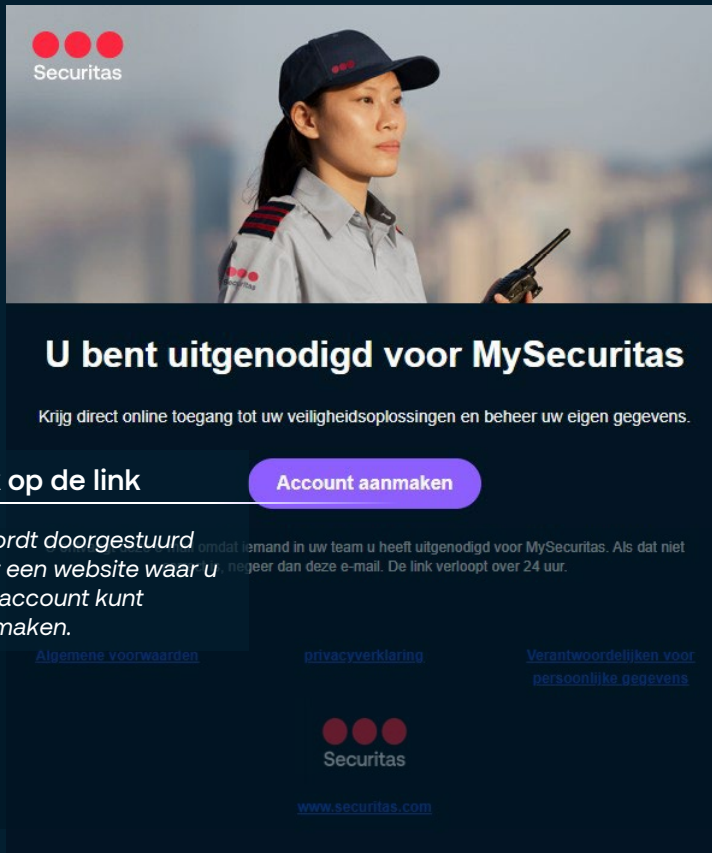 Securitas
Securitas
U bent uitgenodigd voor MySecuritas
Krijg direct online toegang tot uw veiligheidsoplossingen en beheer uw eigen gegevens.
op de link
Account aanmaken
ordt doorgestuurd
een website waar u
account kunt
maken.
omdat iemand in uw team u heeft uitgenodigd voor MySecuritas. Als dat niet
negeer dan deze e-mail. De link verloopt over 24 uur.
Algemene voorwaarden
privacyverklaring
Verantwoordelijken voor
persoonlijke gegevens
Securitas
www.securitas.com